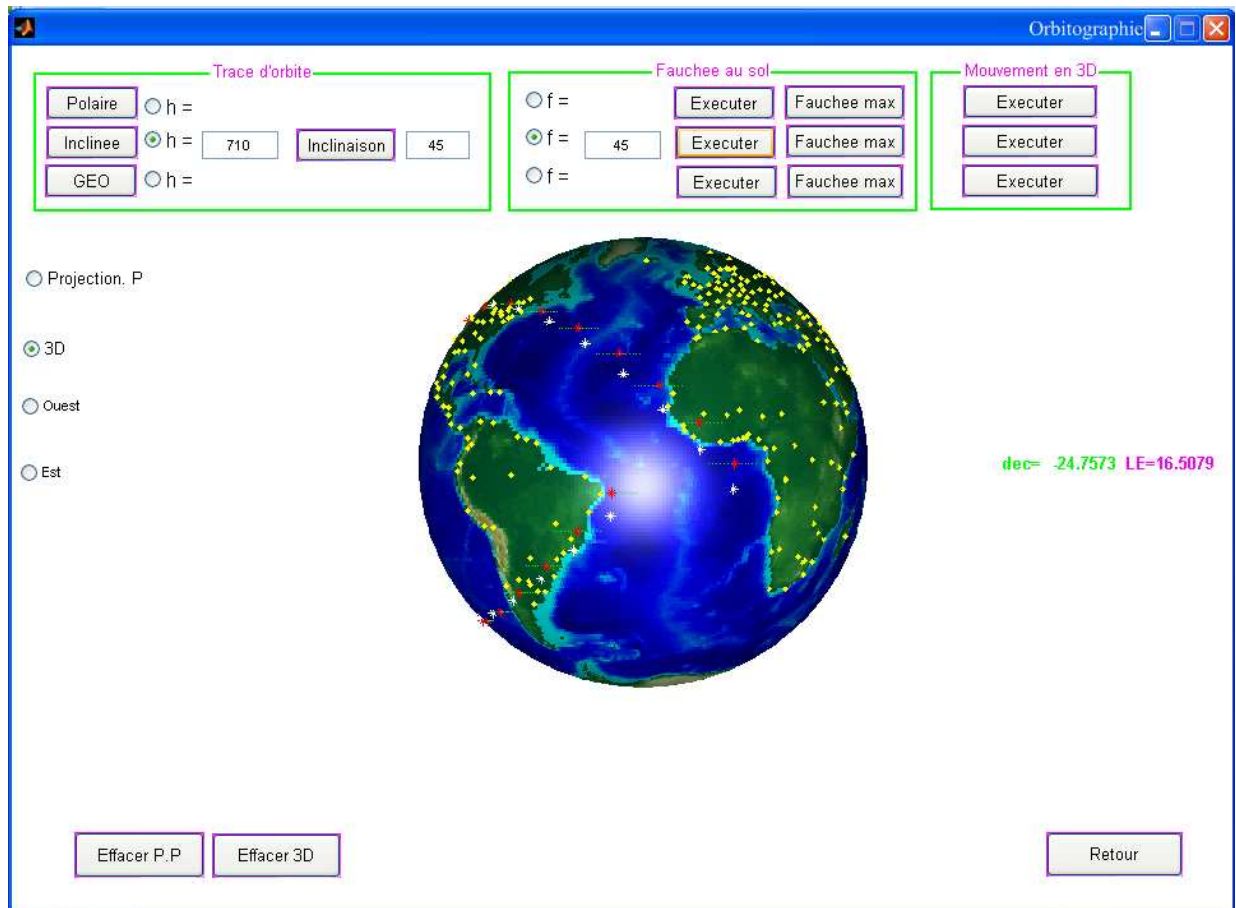 Orbitographie
Trace d'orbite
Fauchee au sol
Mouvement en 3D
Polaire h =
f =
Executer Fauchee max
Executer
Inclinee h = 710 Inclinaison 45
f = 45
Executer Fauchee max
Executer
GEO h =
f =
Executer Fauchee max
Executer
Projection. P
3D
Ouest
Est
dec= -24.7573 LE=16.5079
Effacer P.P Effacer 3D
Retour